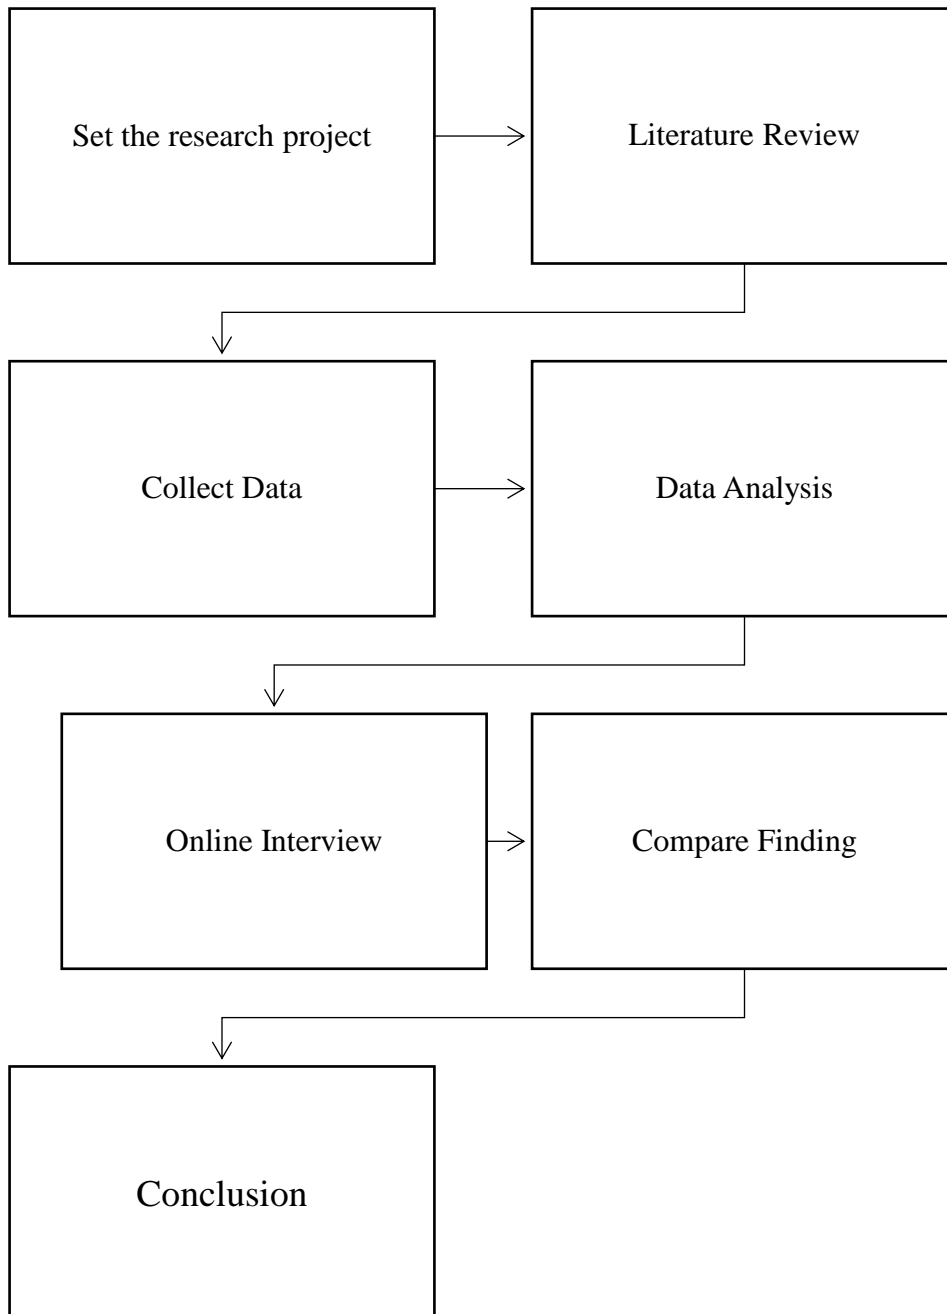 Set the research project
Literature Review
Collect Data
Data Analysis
Online Interview
Compare Finding
Conclusion